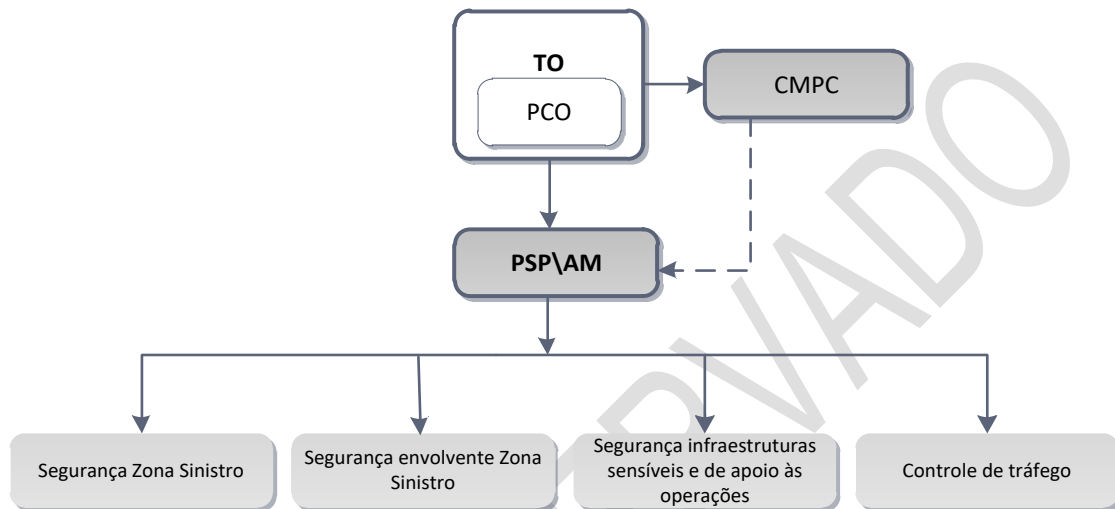 TO
PCO
CMPC
PSP\AM
Segurança Zona Sinistro
Segurança envolvente Zona
Sinistro
Segurança infraestruturas
sensíveis e de apoio às
operações
Controle de tráfego
RVADO